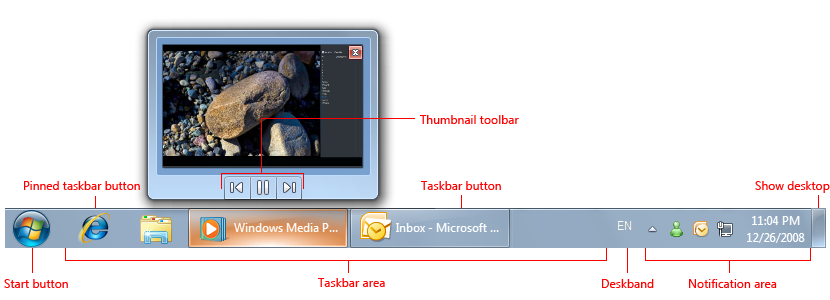 Thumbnail toolbar
Pinned taskbar button
Taskbar button
Show desktop
Windows Media P...
Inbox - Microsoft ...
EN
11:04 PM
12/26/2008
Start button
Taskbar area
Deskband
Notification area